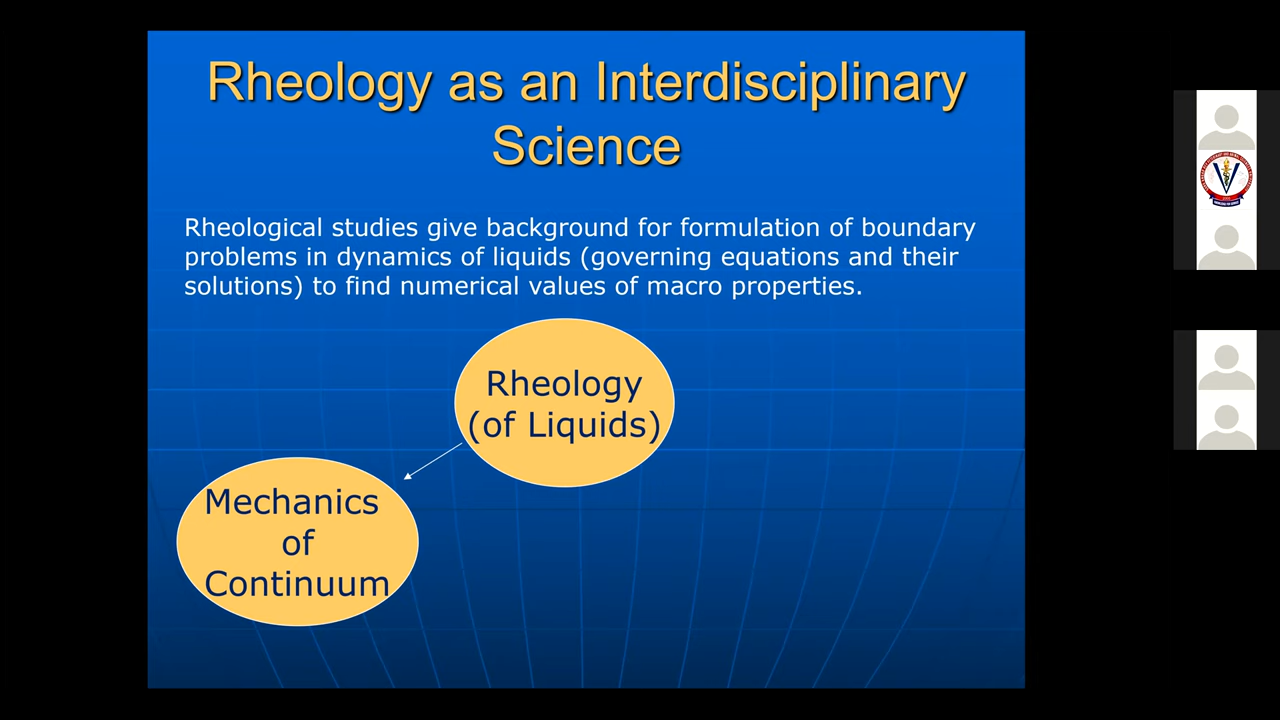 Rheology as an Interdisciplinary
Science
Rheological studies give background for formulation of boundary
problems in dynamics of liquids (governing equations and their
solutions) to find numerical values of macro properties.
Rheology
(of Liquids)
Mechanics
of
Continuum